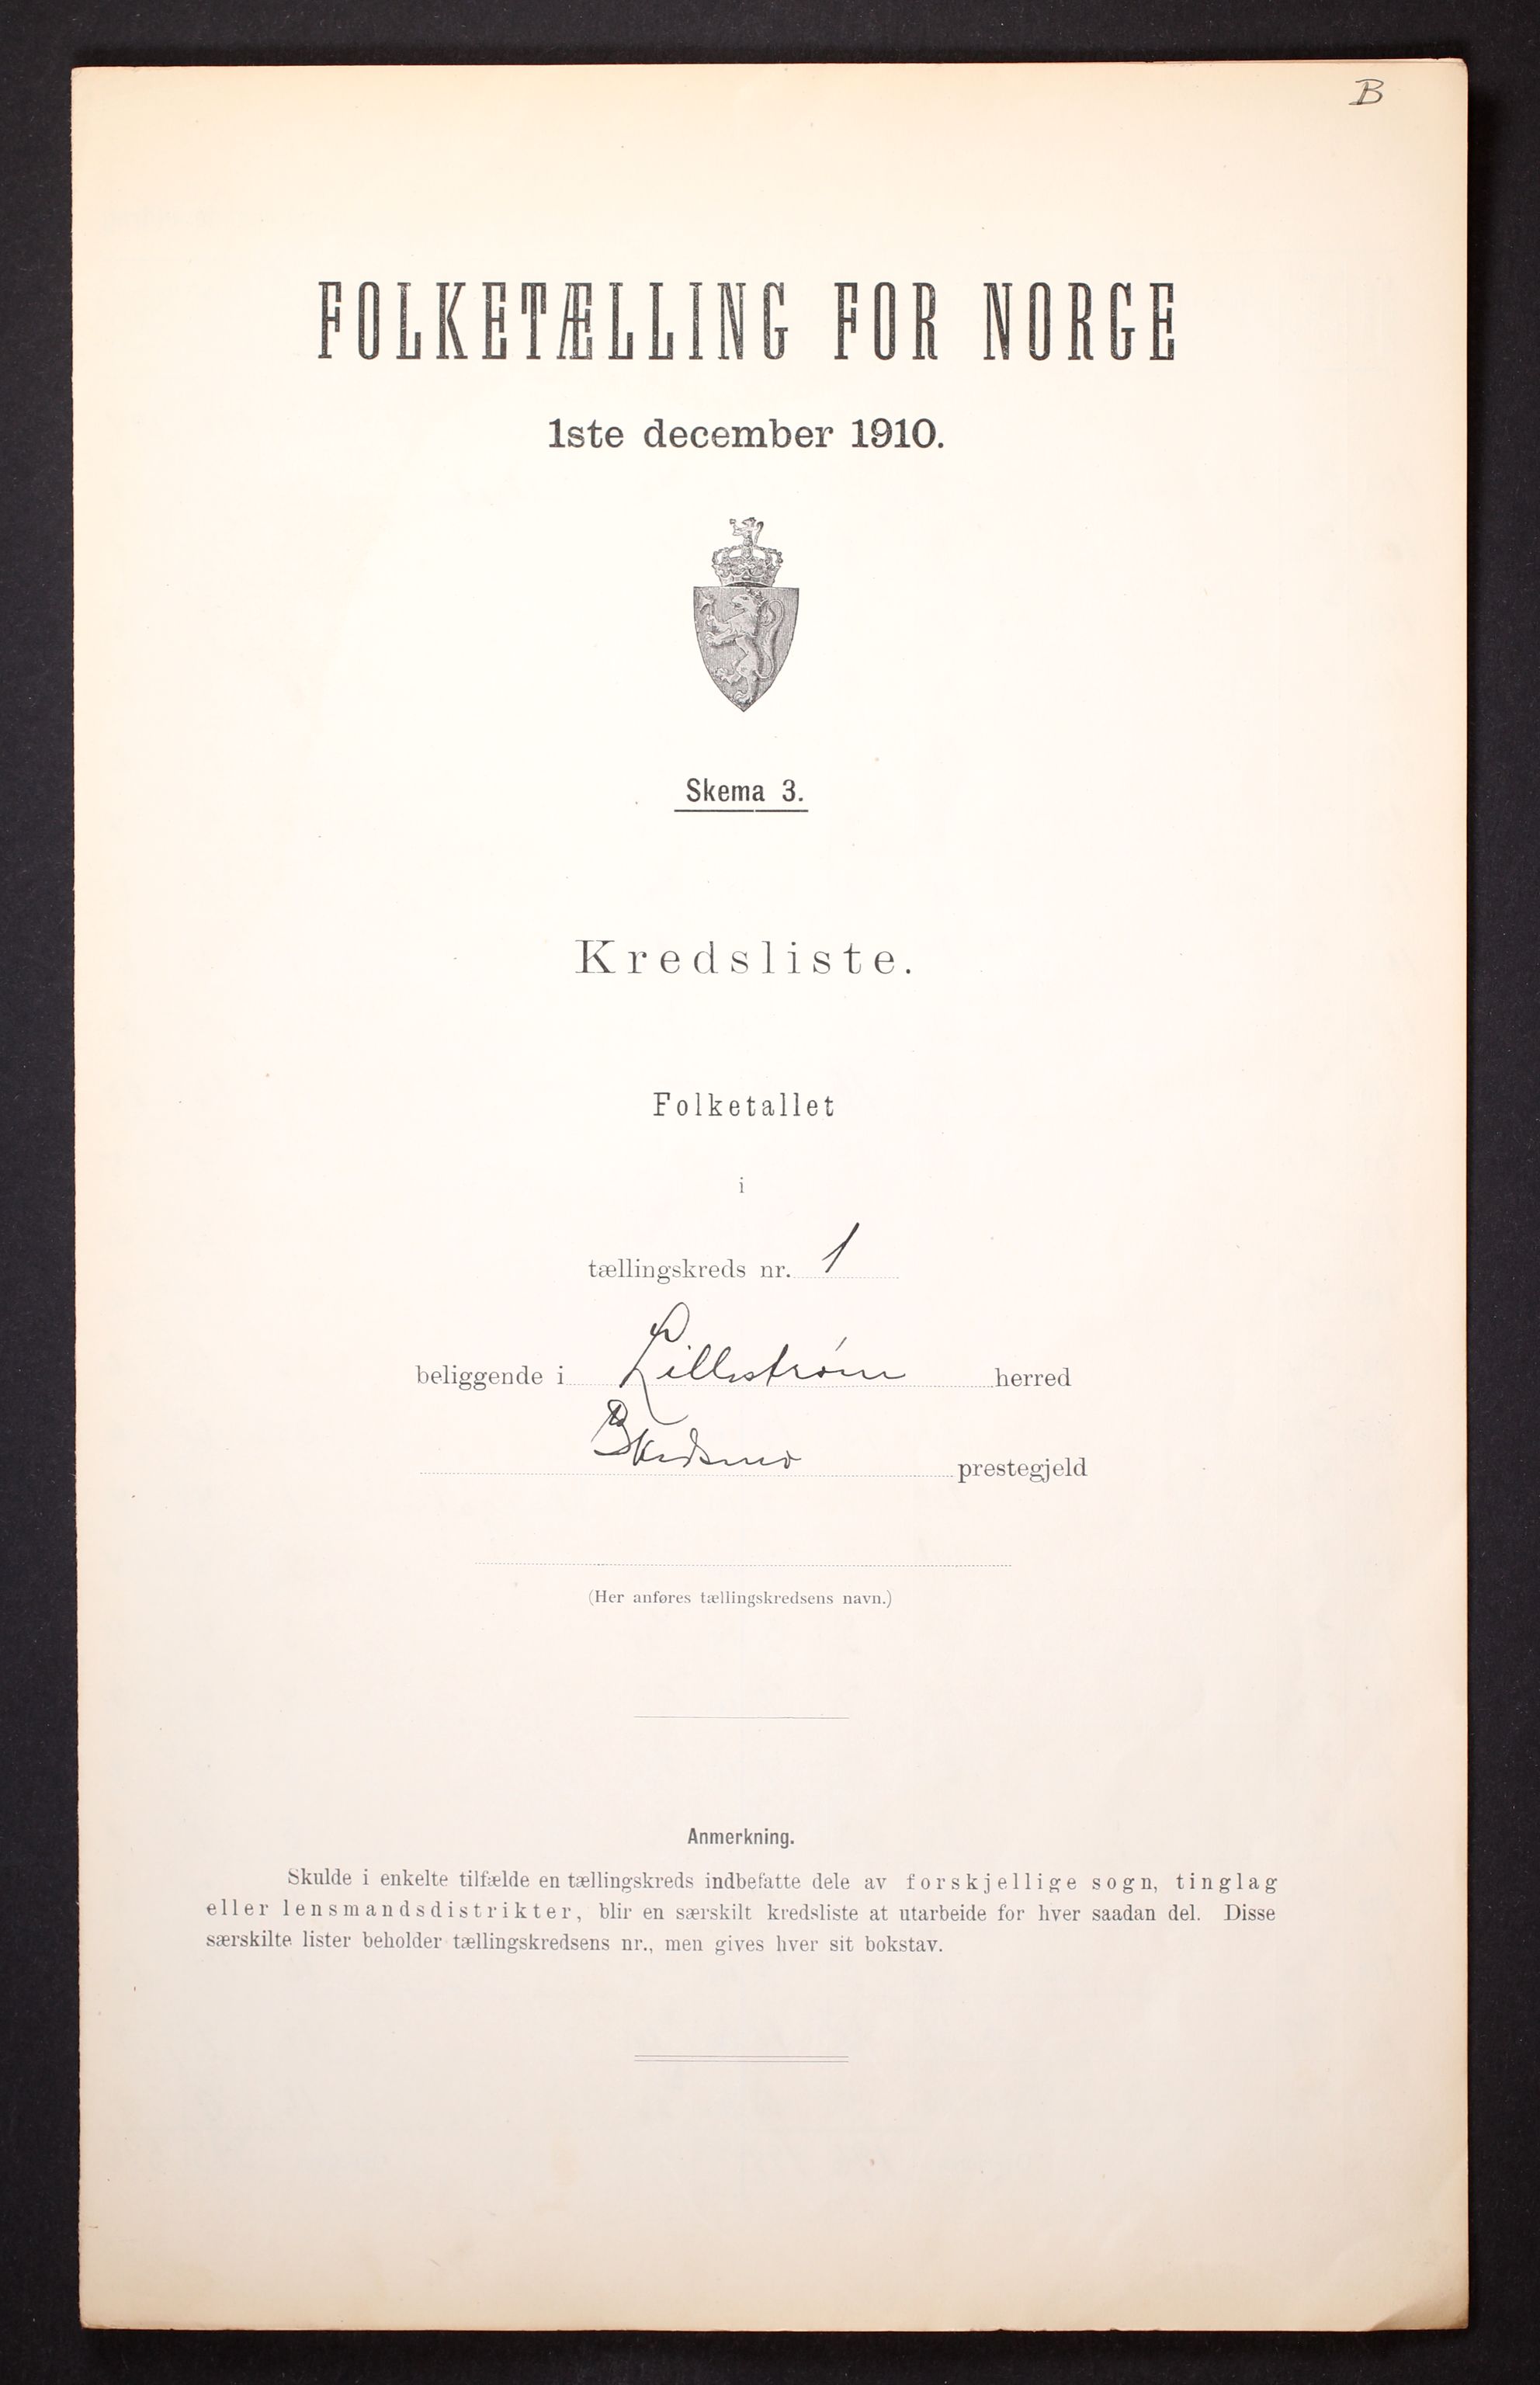 B
FOLKETÆLLING FOR NORGE
1ste december 1910.
Skema 3.
Kredsliste.
Folketallet
i
tællingskreds nr. 1
beliggende i Lillestrøm herred
Skedsmo prestegjeld
(Her anføres tællingskredsens navn.)
Anmerkning.
Skulde i enkelte tilfælde en tællingskreds indbefatte dele av forskjellige sogn, tinglag
eller lensmandsdistrikter, blir en særskilt kredsliste at utarbeide for hver saadan del. Disse
særskilte lister beholder tællingskredsens nr., men gives hver sit bokstav.